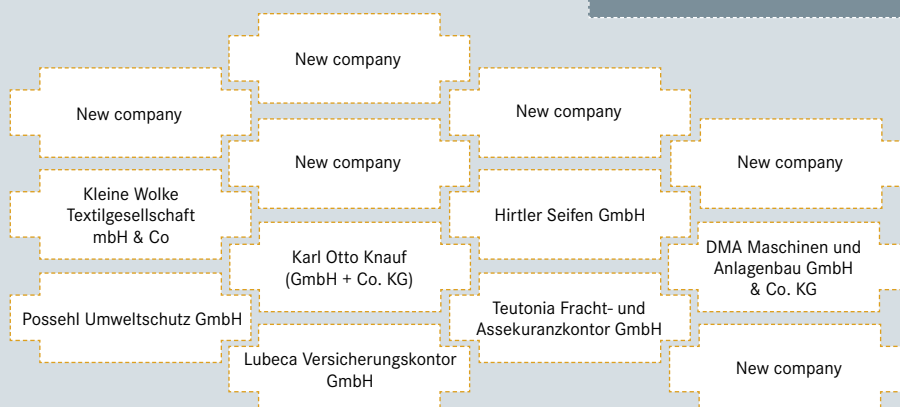 New company
New company
New company
New company
New company
Kleine Wolke
Textilgesellschaft
mbH & Co
Hirtler Seifen GmbH
Karl Otto Knauf
(GmbH + Co. KG)
DMA Maschinen und
Anlagenbau GmbH
& Co. KG
Possehl Umweltschutz GmbH
Teutonia Fracht- und
Assekuranzkontor GmbH
Lubeca Versicherungskontor
GmbH
New company